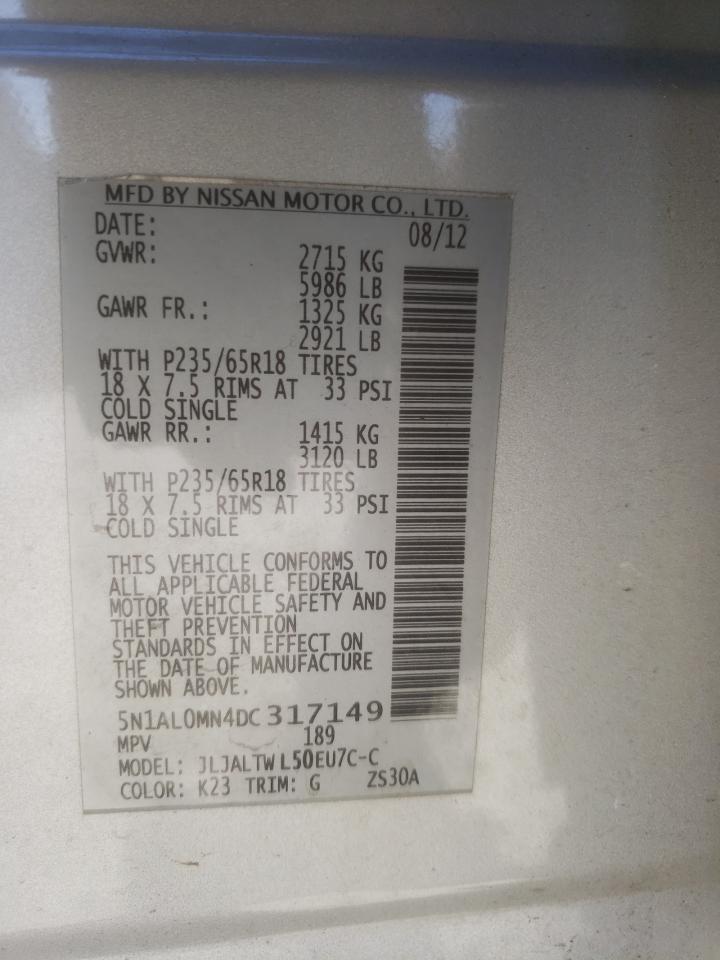 MFD BY NISSAN MOTOR CO., LTD.
DATE: 08/12
GVWR: 2715 KG
5986 LB
GAWR FR.: 1325 KG
2921 LB
WITH P235/65R18 TIRES
18 X 7.5 RIMS AT 33 PSI
COLD SINGLE
GAWR RR.: 1415 KG
3120 LB
WITH P235/65R18 TIRES
18 X 7.5 RIMS AT 33 PSI
COLD SINGLE
THIS VEHICLE CONFORMS TO
ALL APPLICABLE FEDERAL
MOTOR VEHICLE SAFETY AND
THEFT PREVENTION
STANDARDS IN EFFECT ON
THE DATE OF MANUFACTURE
SHOWN ABOVE.
5N1AL0MN4DC317149
MPV 189
MODEL: JLJALTWL50EU7C-C
COLOR: K23 TRIM: G ZS30A